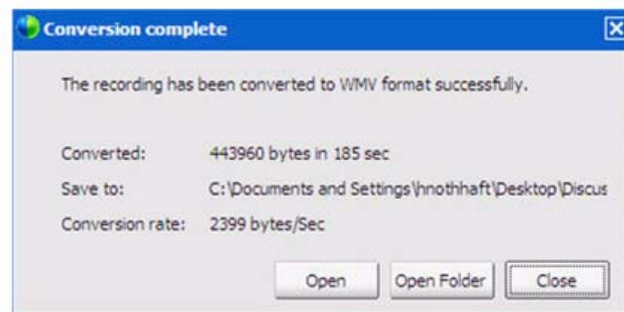 Conversion complete
The recording has been converted to WMV format successfully.
Converted: 443960 bytes in 185 sec
Save to: C:\Documents and Settings\hnothhaft\Desktop\Discus
Conversion rate: 2399 bytes/Sec
Open Open Folder Close